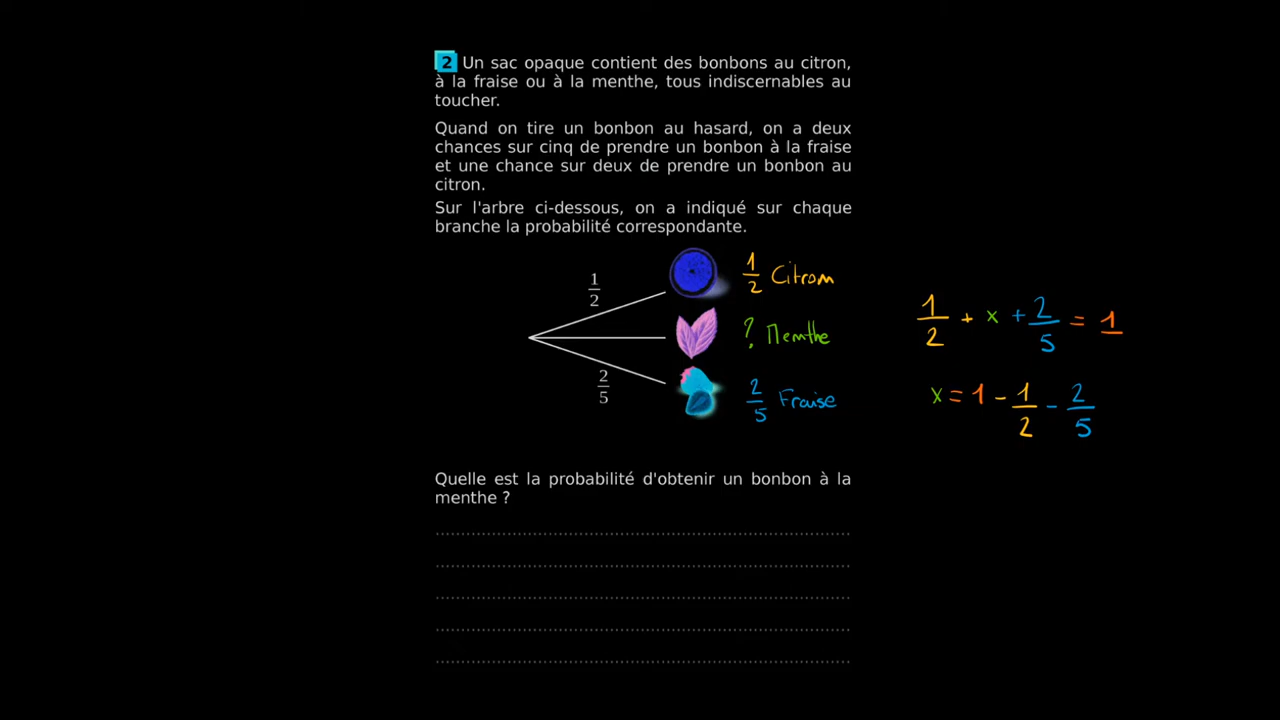 2 Un sac opaque contient des bonbons au citron,
à la fraise ou à la menthe, tous indiscernables au
toucher.
Quand on tire un bonbon au hasard, on a deux
chances sur cinq de prendre un bonbon à la fraise
et une chance sur deux de prendre un bonbon au
citron.
Sur l'arbre ci-dessous, on a indiqué sur chaque
branche la probabilité correspondante.
1/2
1/2 Citron
? Menthe
2/5
2/5 Fraise
1/2 + x + 2/5 = 1
x = 1 - 1/2 - 2/5
Quelle est la probabilité d'obtenir un bonbon à la
menthe ?